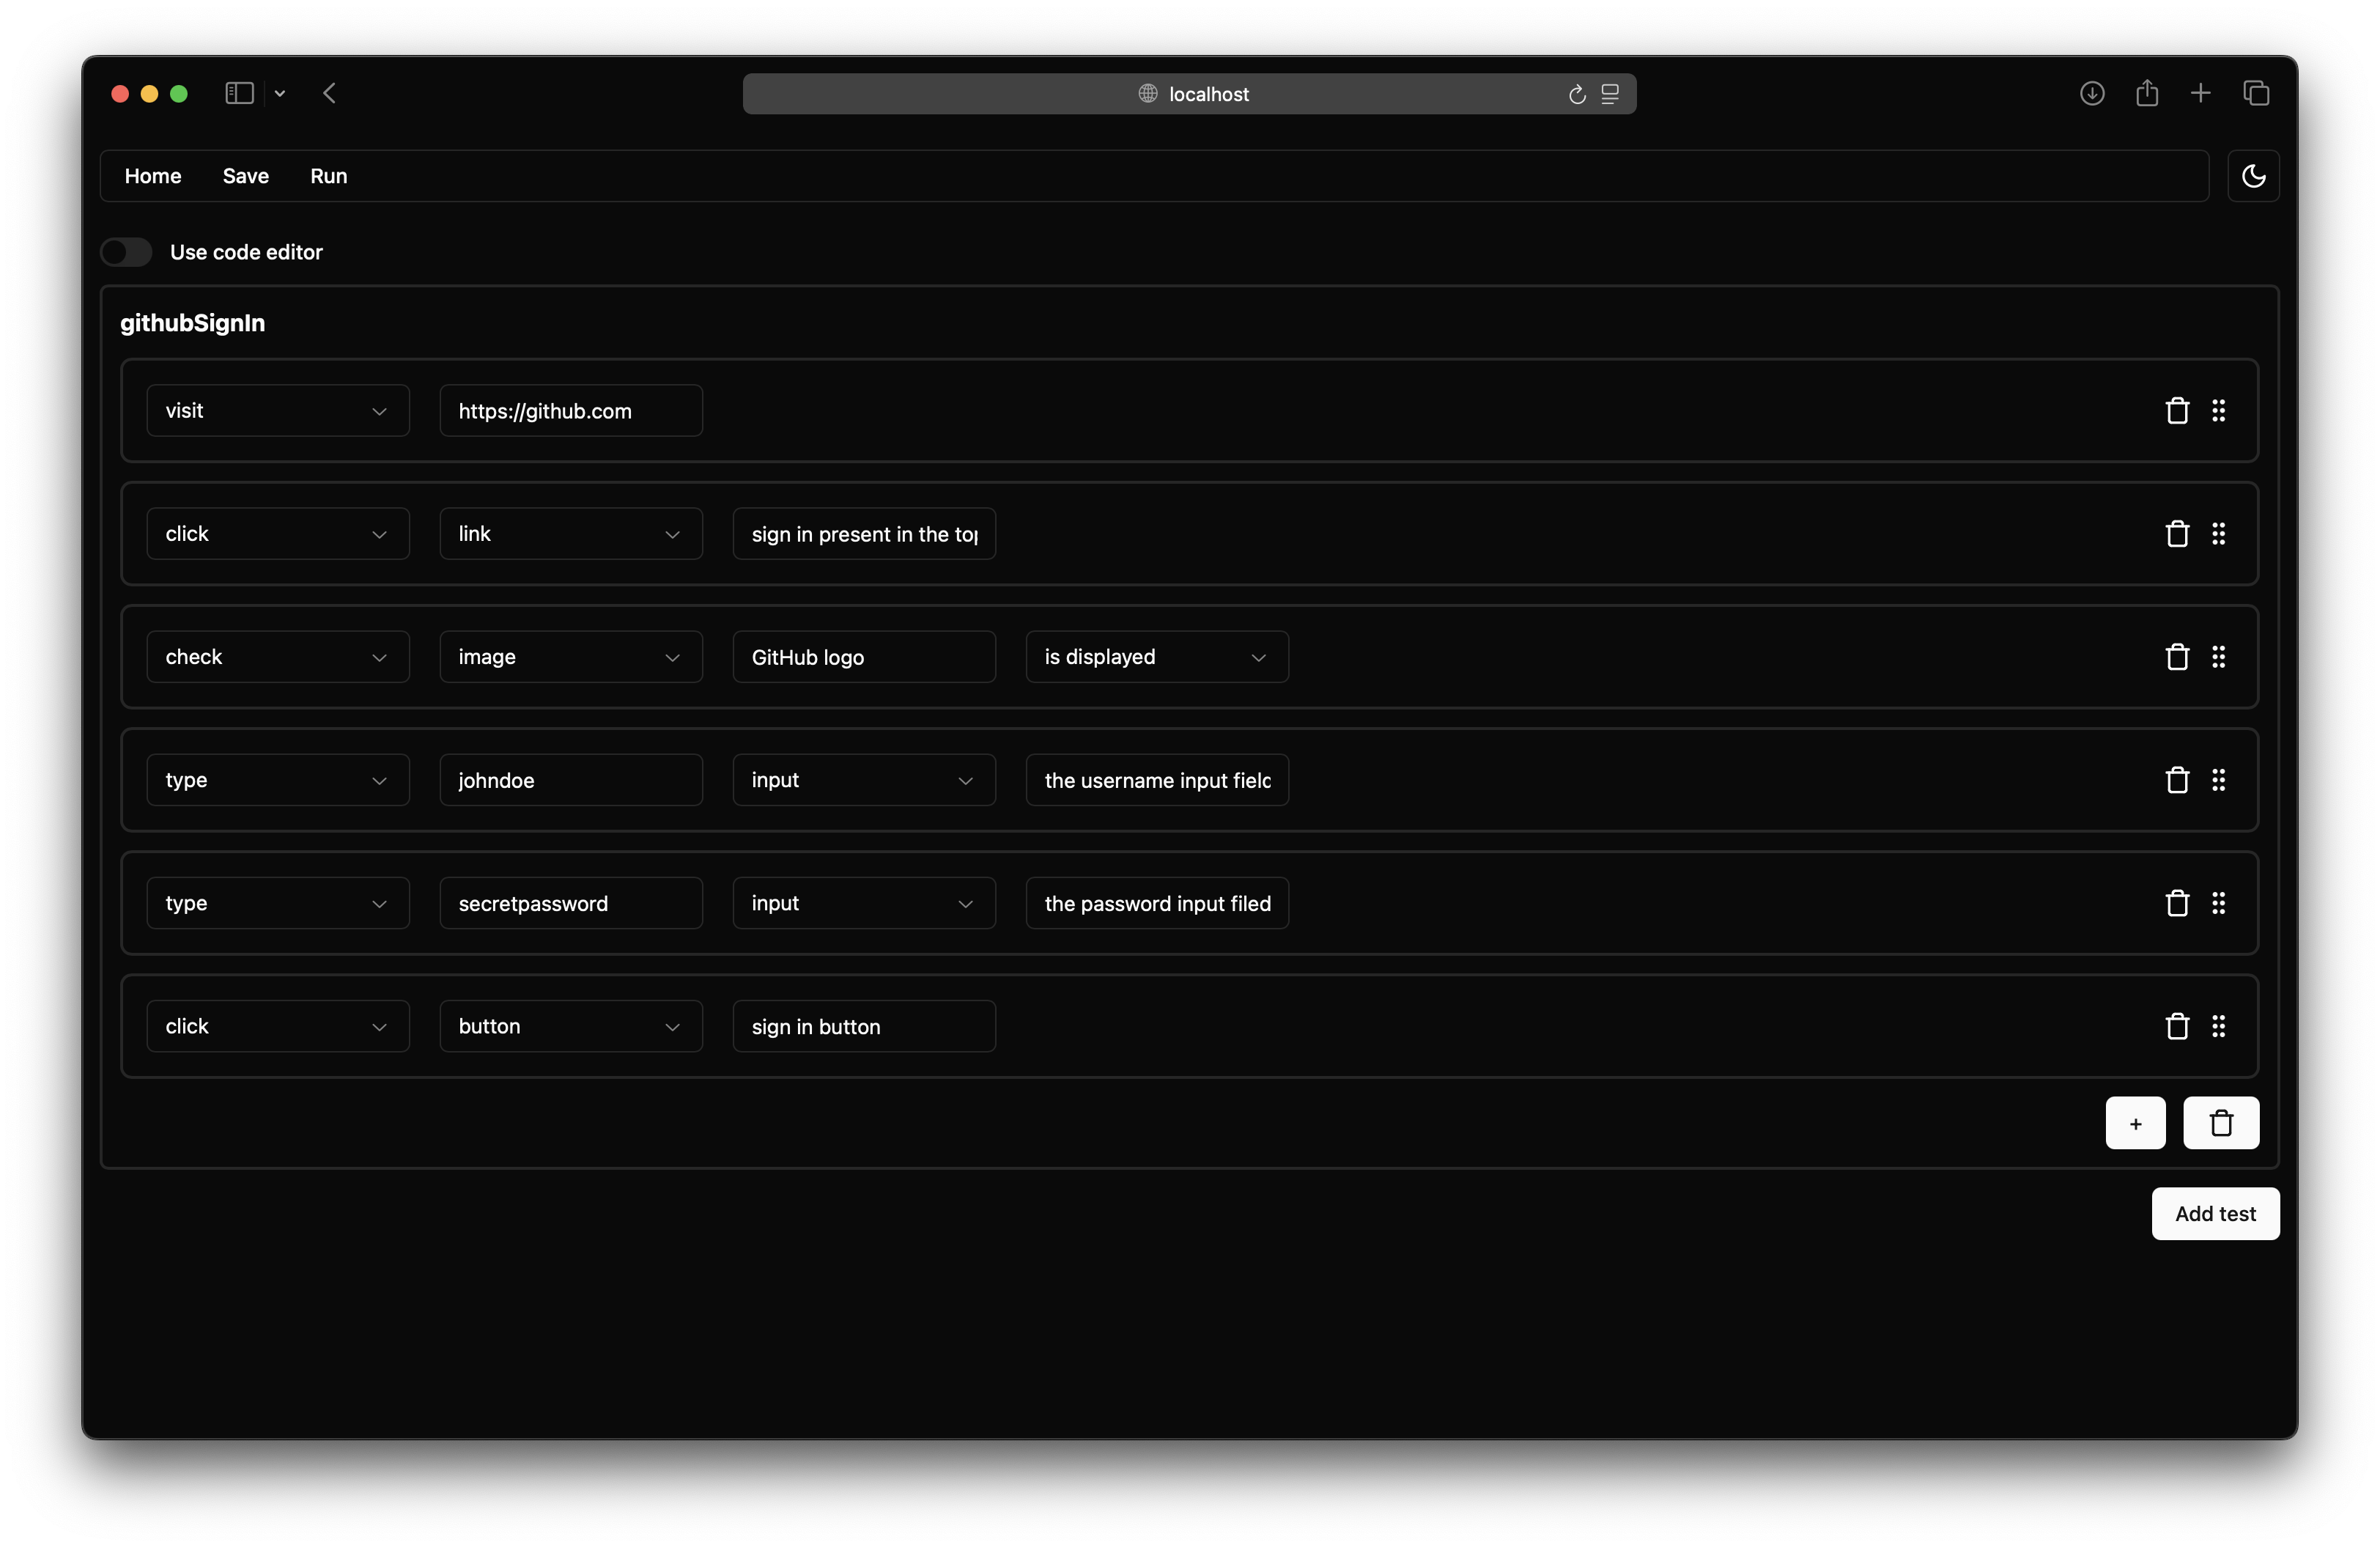 localhost
Home Save Run
Use code editor
githubSignIn
visit https://github.com
click link sign in present in the
check image GitHub logo is displayed
type johndoe input the username input
type secretpassword input the password input filed
click button sign in button
+
Add test